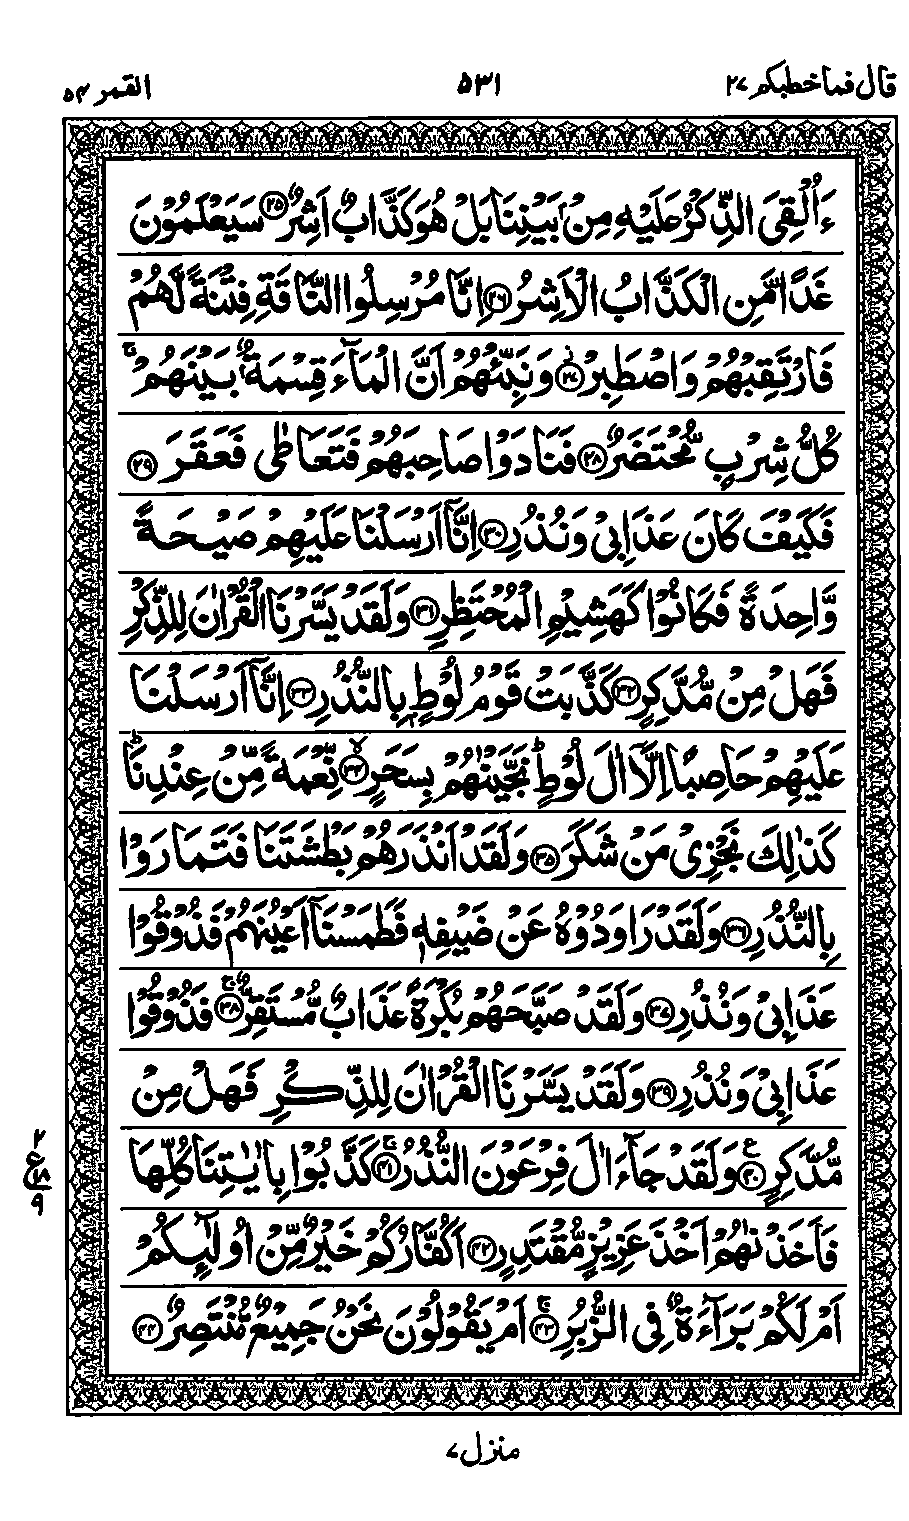 قال فما خطبكم ٢٧ ٥٣١ القمر ٥٤
ءَاُلْقِيَ الذِّكْرُ عَلَيْهِ مِنْۢ بَيْنِنَا بَلْ هُوَ كَذَّابٌ اَشِرٌ ﴿٢٥﴾ سَيَعْلَمُوْنَ
غَدًا مَّنِ الْكَذَّابُ الْاَشِرُ ﴿٢٦﴾ اِنَّا مُرْسِلُوا النَّاقَةِ فِتْنَةً لَّهُمْ
فَارْتَقِبْهُمْ وَاصْطَبِرْ ﴿٢٧﴾ وَنَبِّئْهُمْ اَنَّ الْمَآءَ قِسْمَةٌۢ بَيْنَهُمْ ۚ
كُلُّ شِرْبٍ مُّحْتَضَرٌ ﴿٢٨﴾ فَنَادَوْا صَاحِبَهُمْ فَتَعَاطٰى فَعَقَرَ ﴿٢٩﴾
فَكَيْفَ كَانَ عَذَابِيْ وَنُذُرِ ﴿٣٠﴾ اِنَّآ اَرْسَلْنَا عَلَيْهِمْ صَيْحَةً
وَّاحِدَةً فَكَانُوْا كَهَشِيْمِ الْمُحْتَظِرِ ﴿٣١﴾ وَلَقَدْ يَسَّرْنَا الْقُرْاٰنَ لِلذِّكْرِ
فَهَلْ مِنْ مُّدَّكِرٍ ﴿٣٢﴾ كَذَّبَتْ قَوْمُ لُوْطٍۭ بِالنُّذُرِ ﴿٣٣﴾ اِنَّآ اَرْسَلْنَا
عَلَيْهِمْ حَاصِبًا اِلَّآ اٰلَ لُوْطٍ ؕ نَجَّيْنٰهُمْ بِسَحَرٍ ﴿٣٤﴾ۙ نِّعْمَةً مِّنْ عِنْدِنَا ؕ
كَذٰلِكَ نَجْزِيْ مَنْ شَكَرَ ﴿٣٥﴾ وَلَقَدْ اَنْذَرَهُمْ بَطْشَتَنَا فَتَمَارَوْا
بِالنُّذُرِ ﴿٣٦﴾ وَلَقَدْ رَاوَدُوْهُ عَنْ ضَيْفِهٖ فَطَمَسْنَآ اَعْيُنَهُمْ فَذُوْقُوْا
عَذَابِيْ وَنُذُرِ ﴿٣٧﴾ وَلَقَدْ صَبَّحَهُمْ بُكْرَةً عَذَابٌ مُّسْتَقِرٌّ ﴿٣٨﴾ۚ فَذُوْقُوْا
عَذَابِيْ وَنُذُرِ ﴿٣٩﴾ وَلَقَدْ يَسَّرْنَا الْقُرْاٰنَ لِلذِّكْرِ فَهَلْ مِنْ
مُّدَّكِرٍ ﴿٤٠﴾ع وَلَقَدْ جَآءَ اٰلَ فِرْعَوْنَ النُّذُرُ ﴿٤١﴾ۚ كَذَّبُوْا بِاٰيٰتِنَا كُلِّهَا
٢ ع ١٨ ٩
فَاَخَذْنٰهُمْ اَخْذَ عَزِيْزٍ مُّقْتَدِرٍ ﴿٤٢﴾ اَكُفَّارُكُمْ خَيْرٌ مِّنْ اُولٰٓئِكُمْ
اَمْ لَكُمْ بَرَآءَةٌ فِي الزُّبُرِ ﴿٤٣﴾ۚ اَمْ يَقُوْلُوْنَ نَحْنُ جَمِيْعٌ مُّنْتَصِرٌ ﴿٤٤﴾
منزل ٧